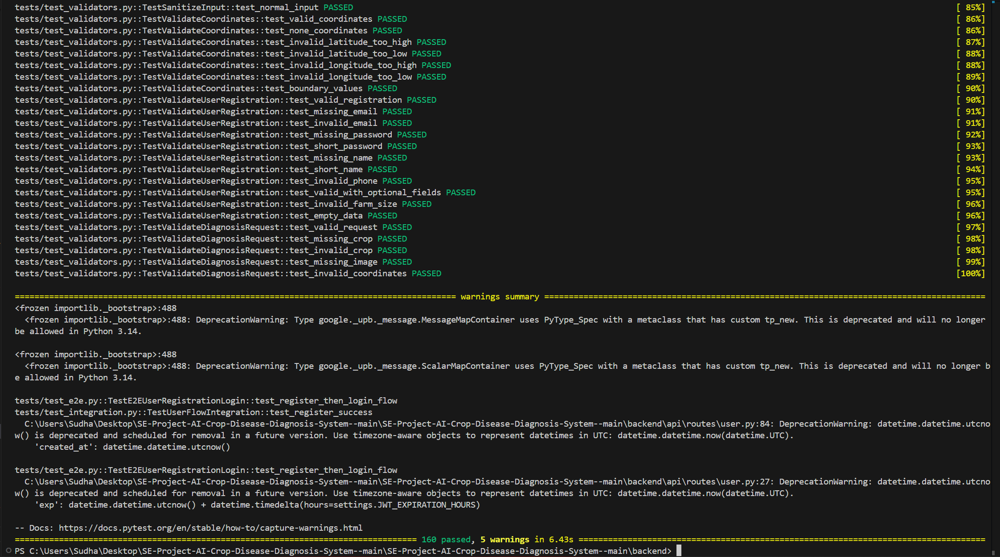 tests/test_validators.py::TestSanitizeInput::test_normal_input PASSED [ 85%]
tests/test_validators.py::TestValidateCoordinates::test_valid_coordinates PASSED [ 86%]
tests/test_validators.py::TestValidateCoordinates::test_none_coordinates PASSED [ 86%]
tests/test_validators.py::TestValidateCoordinates::test_invalid_latitude_too_high PASSED [ 87%]
tests/test_validators.py::TestValidateCoordinates::test_invalid_latitude_too_low PASSED [ 88%]
tests/test_validators.py::TestValidateCoordinates::test_invalid_longitude_too_high PASSED [ 88%]
tests/test_validators.py::TestValidateCoordinates::test_invalid_longitude_too_low PASSED [ 89%]
tests/test_validators.py::TestValidateCoordinates::test_boundary_values PASSED [ 90%]
tests/test_validators.py::TestValidateUserRegistration::test_valid_registration PASSED [ 90%]
tests/test_validators.py::TestValidateUserRegistration::test_missing_email PASSED [ 91%]
tests/test_validators.py::TestValidateUserRegistration::test_invalid_email PASSED [ 91%]
tests/test_validators.py::TestValidateUserRegistration::test_missing_password PASSED [ 92%]
tests/test_validators.py::TestValidateUserRegistration::test_short_password PASSED [ 93%]
tests/test_validators.py::TestValidateUserRegistration::test_missing_name PASSED [ 93%]
tests/test_validators.py::TestValidateUserRegistration::test_short_name PASSED [ 94%]
tests/test_validators.py::TestValidateUserRegistration::test_invalid_phone PASSED [ 95%]
tests/test_validators.py::TestValidateUserRegistration::test_valid_with_optional_fields PASSED [ 95%]
tests/test_validators.py::TestValidateUserRegistration::test_invalid_farm_size PASSED [ 96%]
tests/test_validators.py::TestValidateUserRegistration::test_empty_data PASSED [ 96%]
tests/test_validators.py::TestValidateDiagnosisRequest::test_valid_request PASSED [ 97%]
tests/test_validators.py::TestValidateDiagnosisRequest::test_missing_crop PASSED [ 98%]
tests/test_validators.py::TestValidateDiagnosisRequest::test_invalid_crop PASSED [ 98%]
tests/test_validators.py::TestValidateDiagnosisRequest::test_missing_image PASSED [ 99%]
tests/test_validators.py::TestValidateDiagnosisRequest::test_invalid_coordinates PASSED [100%]
========================================================================================== warnings summary ==========================================================================================
<frozen importlib._bootstrap>:488
<frozen importlib._bootstrap>:488: DeprecationWarning: Type google._upb._message.MessageMapContainer uses PyType_Spec with a metaclass that has custom tp_new. This is deprecated and will no longer
be allowed in Python 3.14.
<frozen importlib._bootstrap>:488
<frozen importlib._bootstrap>:488: DeprecationWarning: Type google._upb._message.ScalarMapContainer uses PyType_Spec with a metaclass that has custom tp_new. This is deprecated and will no longer b
e allowed in Python 3.14.
tests/test_e2e.py::TestE2EUserRegistrationLogin::test_register_then_login_flow
tests/test_integration.py::TestUserFlowIntegration::test_register_success
C:\Users\Sudha\Desktop\SE-Project-AI-Crop-Disease-Diagnosis-System--main\SE-Project-AI-Crop-Disease-Diagnosis-System--main\backend\api\routes\user.py:84: DeprecationWarning: datetime.datetime.utcno
w() is deprecated and scheduled for removal in a future version. Use timezone-aware objects to represent datetimes in UTC: datetime.datetime.now(datetime.UTC).
'created_at': datetime.datetime.utcnow()
tests/test_e2e.py::TestE2EUserRegistrationLogin::test_register_then_login_flow
C:\Users\Sudha\Desktop\SE-Project-AI-Crop-Disease-Diagnosis-System--main\SE-Project-AI-Crop-Disease-Diagnosis-System--main\backend\api\routes\user.py:27: DeprecationWarning: datetime.datetime.utcno
w() is deprecated and scheduled for removal in a future version. Use timezone-aware objects to represent datetimes in UTC: datetime.datetime.now(datetime.UTC).
'exp': datetime.datetime.utcnow() + datetime.timedelta(hours=settings.JWT_EXPIRATION_HOURS)
-- Docs: https://docs.pytest.org/en/stable/how-to/capture-warnings.html
================================================================================== 160 passed, 5 warnings in 6.43s ===================================================================================
PS C:\Users\Sudha\Desktop\SE-Project-AI-Crop-Disease-Diagnosis-System--main\SE-Project-AI-Crop-Disease-Diagnosis-System--main\backend>